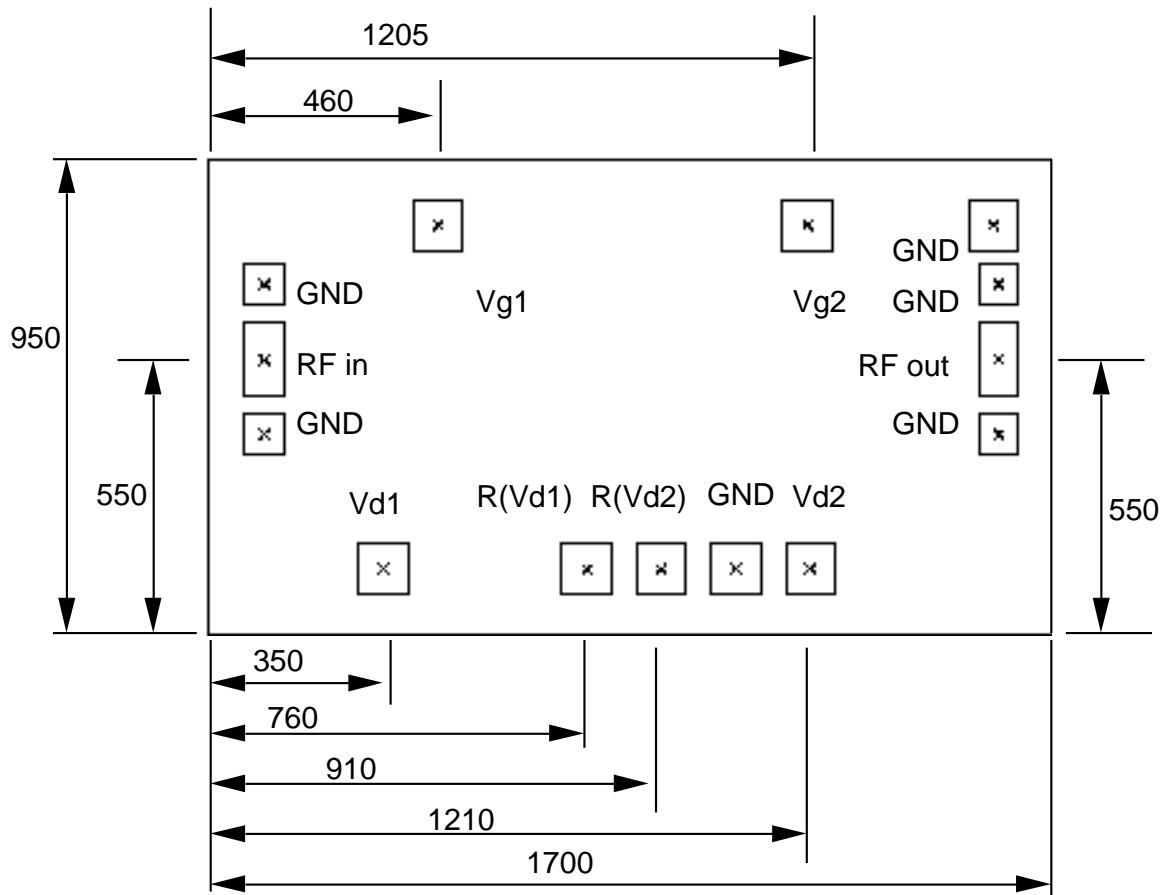 1205
460
GND
GND
Vg1
Vg2
GND
950
RF in
RF out
GND
GND
550
Vd1
R(Vd1)
R(Vd2)
GND
Vd2
550
350
760
910
1210
1700